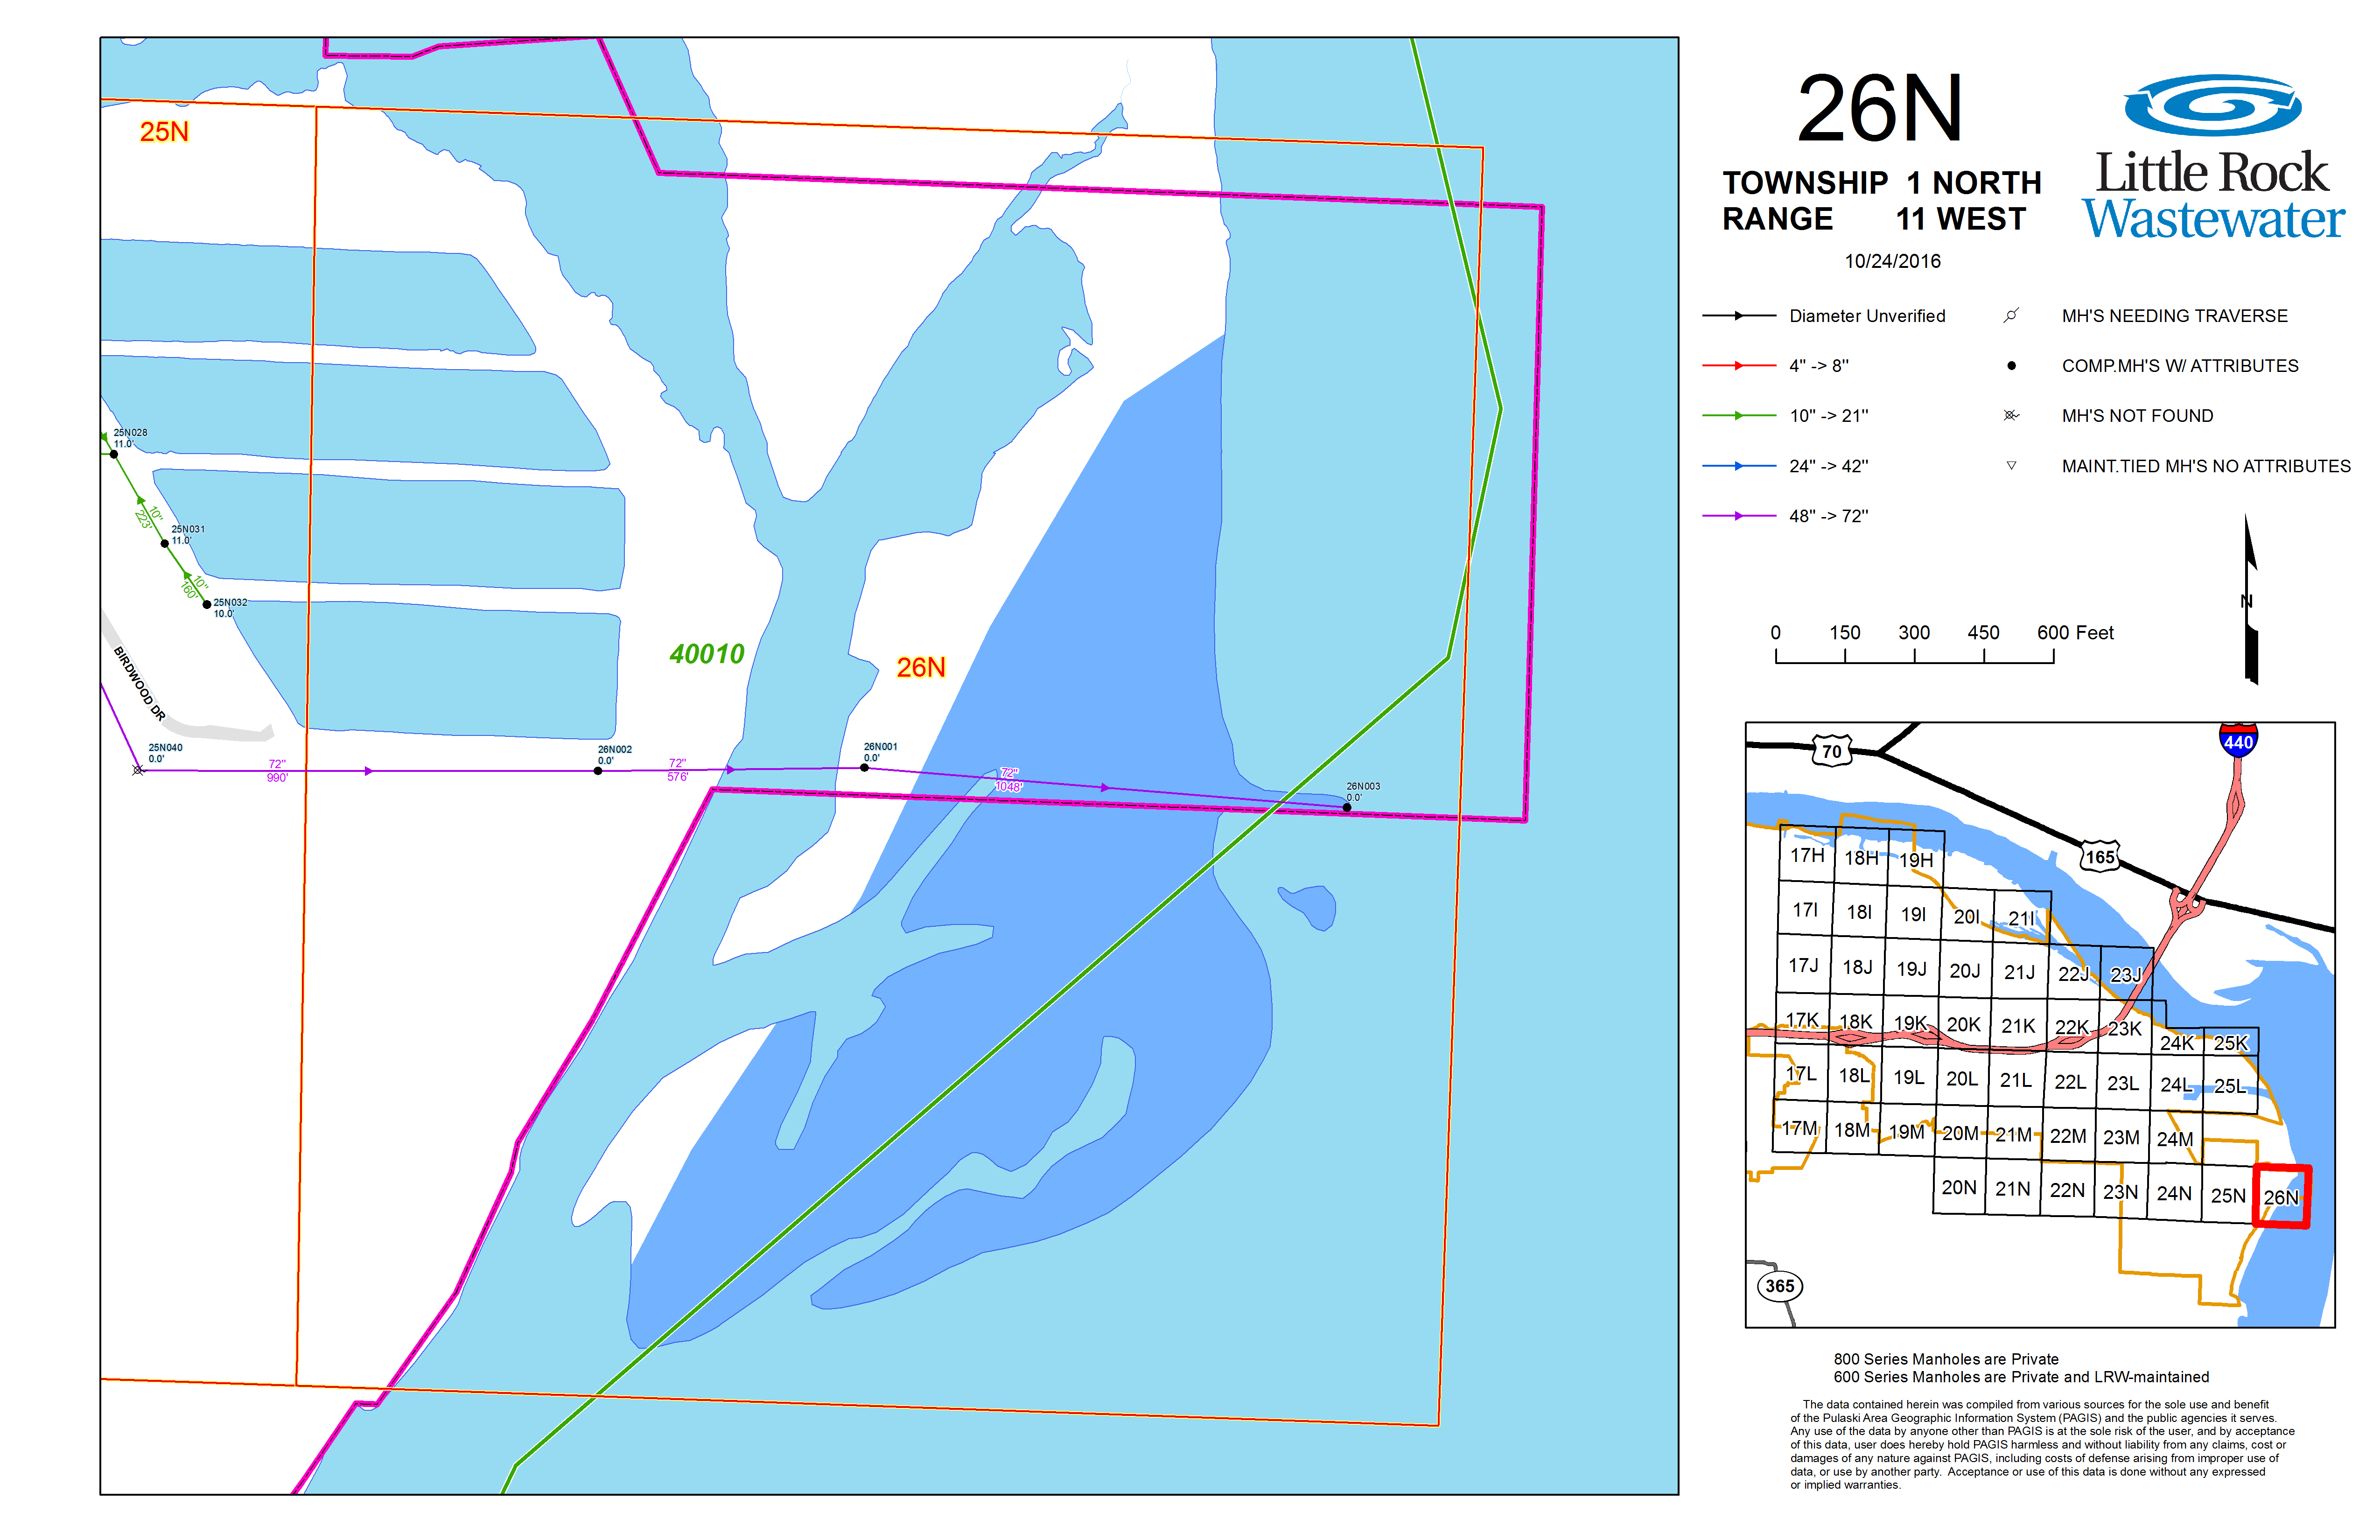 26N
TOWNSHIP 1 NORTH
RANGE 11 WEST
10/24/2016
Little Rock
Wastewater
Diameter Unverified
4" -> 8"
10" -> 21"
24" -> 42"
48" -> 72"
MH'S NEEDING TRAVERSE
COMP.MH'S W/ ATTRIBUTES
MH'S NOT FOUND
MAINT.TIED MH'S NO ATTRIBUTES
N
0 150 300 450 600 Feet
25N
25N028
11.0'
10"
223'
25N031
11.0'
10"
160'
25N032
10.0'
BIRDWOOD DR
40010
26N
25N040
0.0'
72"
990'
26N002
0.0'
72"
576'
26N001
0.0'
72"
1048'
26N003
0.0'
70
440
165
365
17H 18H 19H
17I 18I 19I 20I 21I
17J 18J 19J 20J 21J 22J 23J
17K 18K 19K 20K 21K 22K 23K 24K 25K
17L 18L 19L 20L 21L 22L 23L 24L 25L
17M 18M 19M 20M 21M 22M 23M 24M
20N 21N 22N 23N 24N 25N 26N
800 Series Manholes are Private
600 Series Manholes are Private and LRW-maintained
The data contained herein was compiled from various sources for the sole use and benefit
of the Pulaski Area Geographic Information System (PAGIS) and the public agencies it serves.
Any use of the data by anyone other than PAGIS is at the sole risk of the user, and by acceptance
of this data, user does hereby hold PAGIS harmless and without liability from any claims, cost or
damages of any nature against PAGIS, including costs of defense arising from improper use of
data, or use by another party. Acceptance or use of this data is done without any expressed
or implied warranties.